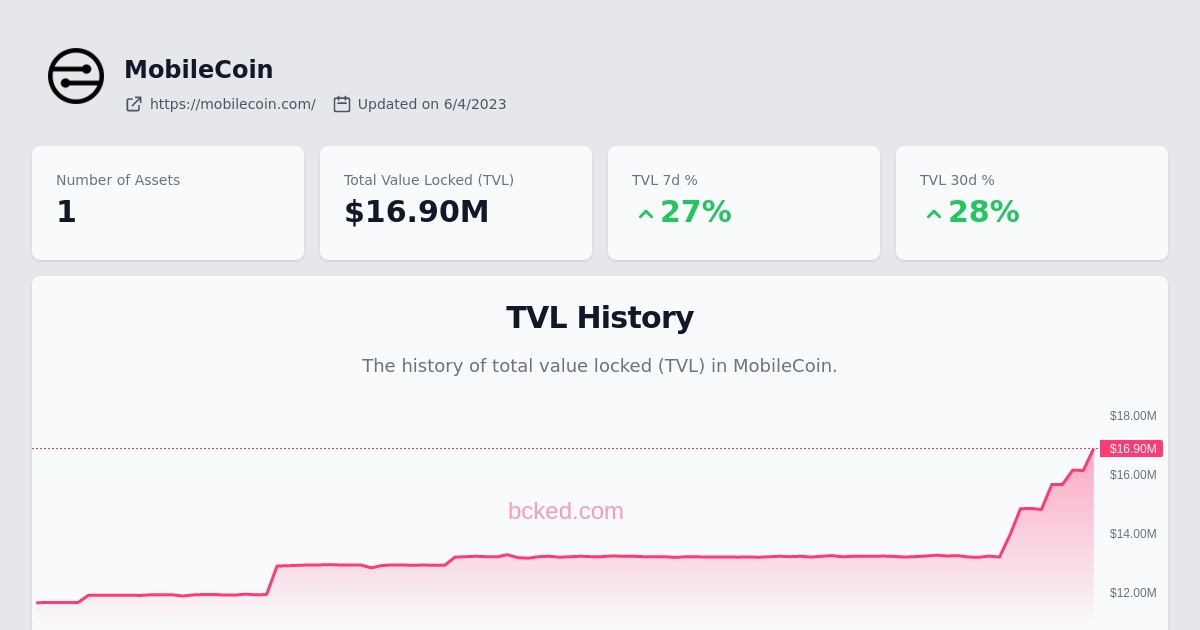 MobileCoin
https://mobilecoin.com/ Updated on 6/4/2023
Number of Assets
1
Total Value Locked (TVL)
$16.90M
TVL 7d %
27%
TVL 30d %
28%
TVL History
The history of total value locked (TVL) in MobileCoin.
$18.00M
$16.90M
$16.00M
bcked.com
$14.00M
$12.00M